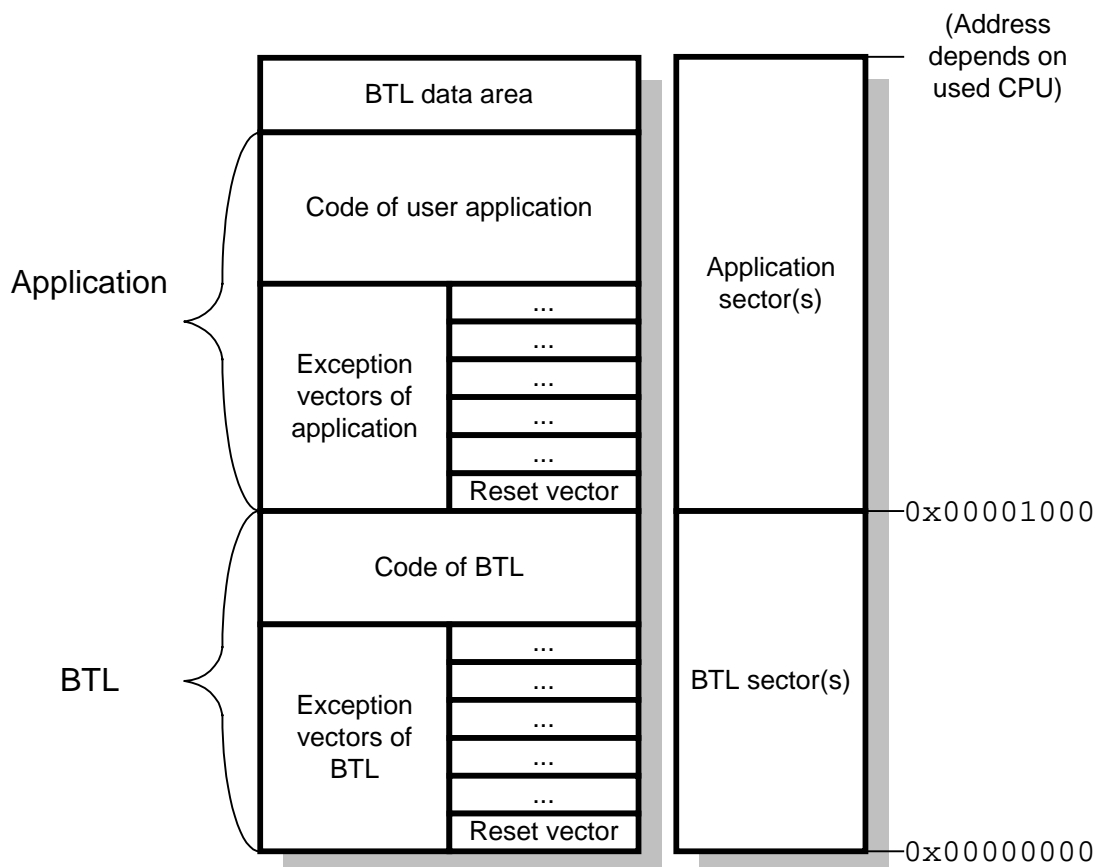 (Address
depends on
used CPU)
BTL data area
Code of user application
Application
Application
sector(s)
Exception
vectors of
application
...
...
...
...
...
Reset vector
0x00001000
Code of BTL
BTL
BTL sector(s)
Exception
vectors of
BTL
...
...
...
...
...
Reset vector
0x00000000